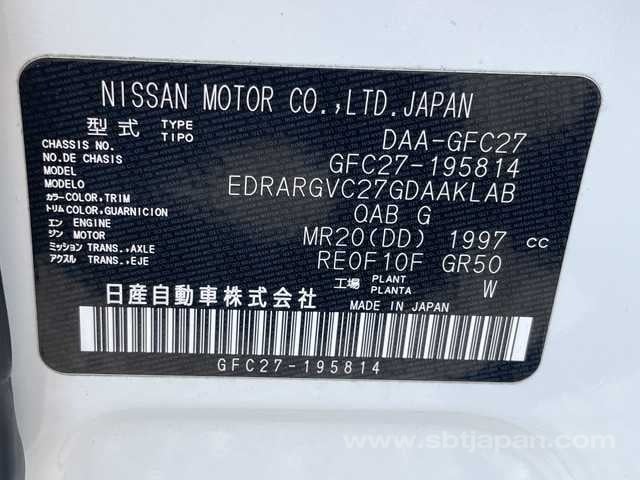 NISSAN MOTOR CO.,LTD.JAPAN
型式 TYPE TIPO DAA-GFC27
CHASSIS NO. NO.DE CHASIS GFC27-195814
MODEL MODELO EDRARGVC27GDAAKLAB
カラー COLOR,TRIM トリム COLOR,GUARNICION QAB G
エンジン ENGINE MOTOR MR20(DD) 1997 cc
ミッション TRANS.,AXLE アクスル TRANS.,EJE RE0F10F GR50
工場 PLANT PLANTA W
日産自動車株式会社 MADE IN JAPAN
GFC27-195814
www.sbtjapan.com